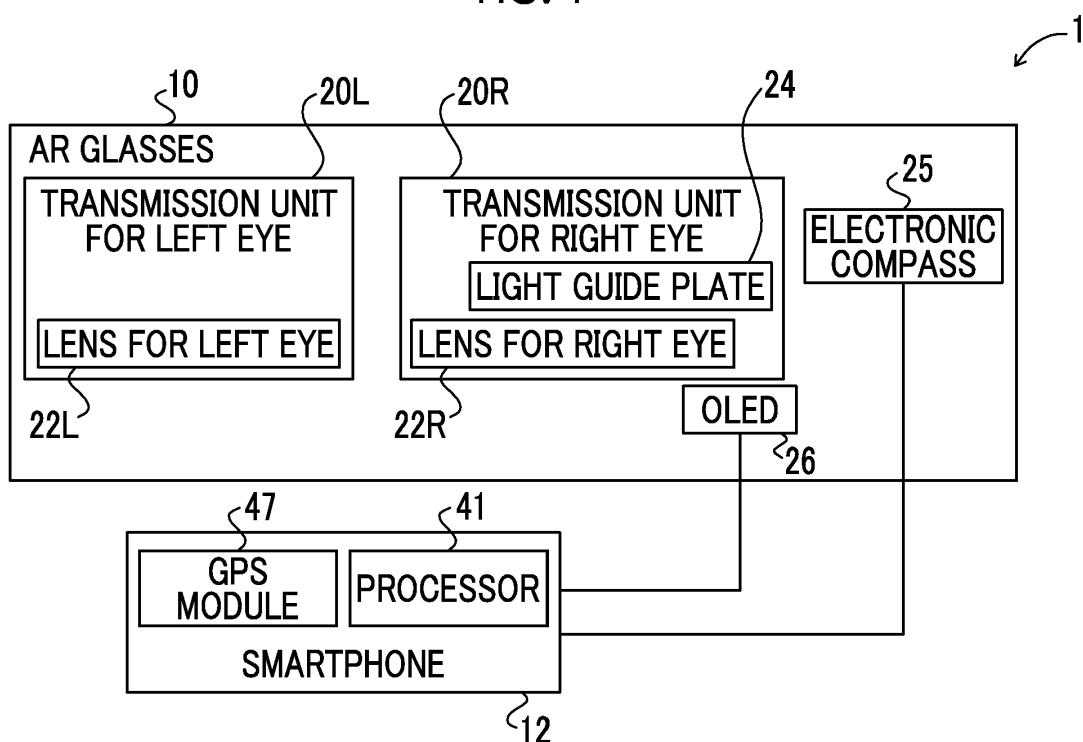 1
10
20L
20R
24
AR GLASSES
25
TRANSMISSION UNIT
FOR LEFT EYE
TRANSMISSION UNIT
FOR RIGHT EYE
ELECTRONIC
COMPASS
LIGHT GUIDE PLATE
LENS FOR LEFT EYE
LENS FOR RIGHT EYE
22L
22R
OLED
26
47
41
GPS
MODULE
PROCESSOR
SMARTPHONE
12